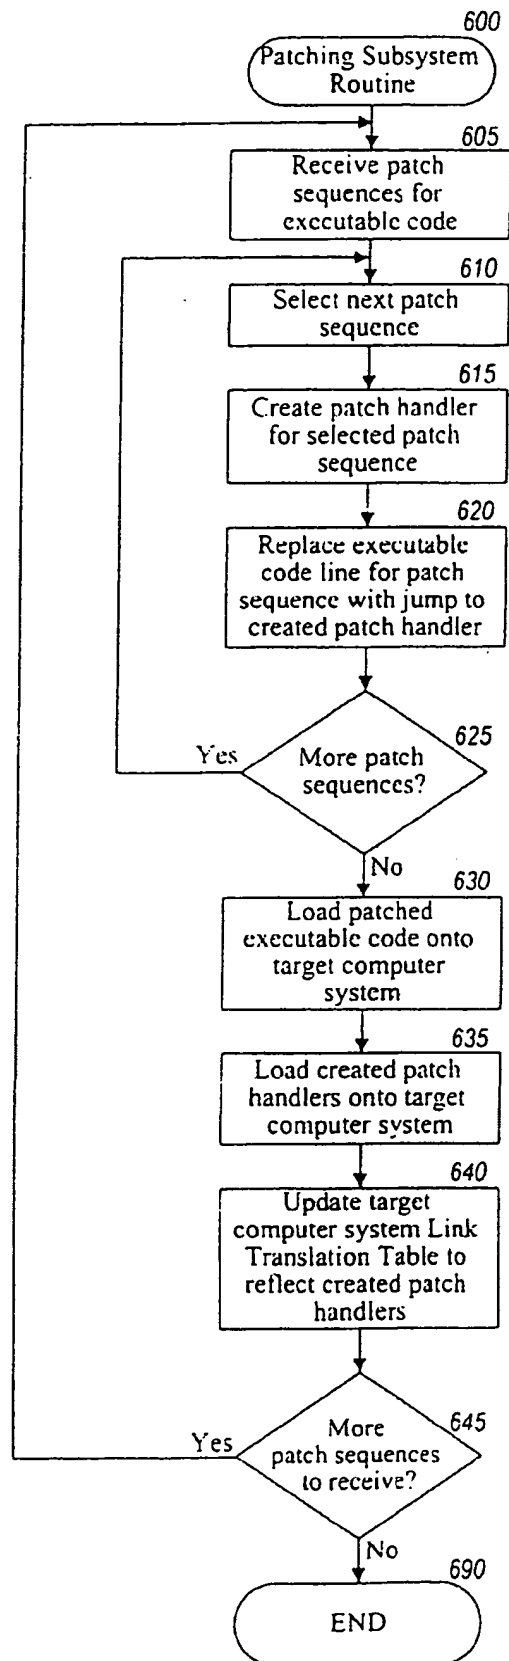 600
Patching Subsystem
Routine
605
Receive patch
sequences for
executable code
610
Select next patch
sequence
615
Create patch handler
for selected patch
sequence
620
Replace executable
code line for patch
sequence with jump to
created patch handler
625
Yes
More patch
sequences?
No
630
Load patched
executable code onto
target computer
system
635
Load created patch
handlers onto target
computer system
640
Update target
computer system Link
Translation Table to
reflect created patch
handlers
645
Yes
More
patch sequences
to receive?
No
690
END